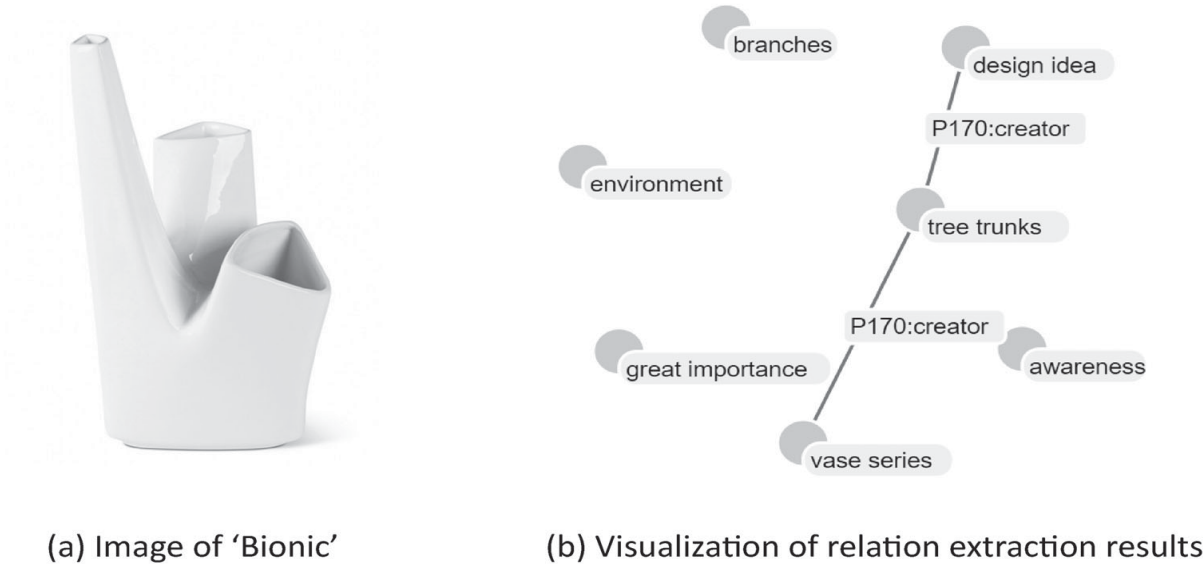 branches
design idea
P170:creator
environment
tree trunks
P170:creator
great importance
awareness
vase series
(a) Image of ‘Bionic’
(b) Visualization of relation extraction results